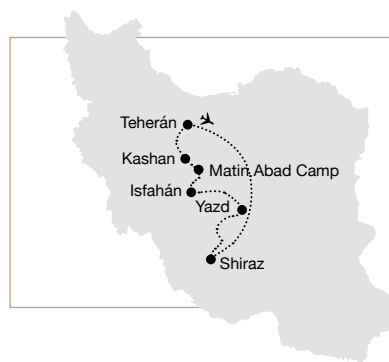 Teherán
Kashan
Matin Abad Camp
Isfahán
Yazd
Shiraz